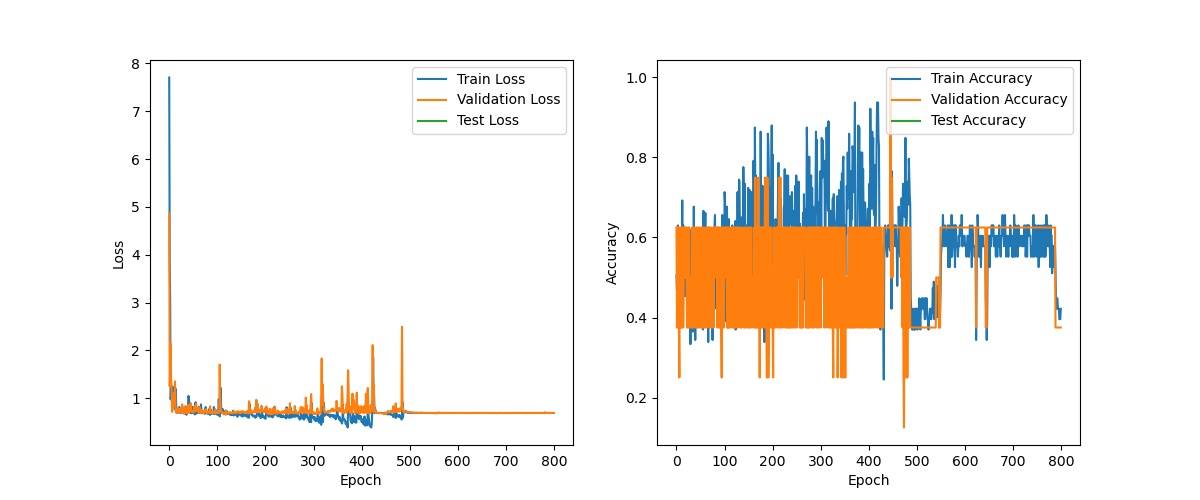 8
7
6
5
4
3
2
1
0 100 200 300 400 500 600 700 800
Loss
Epoch
Train Loss
Validation Loss
Test Loss
1.0
0.8
0.6
0.4
0.2
0 100 200 300 400 500 600 700 800
Accuracy
Epoch
Train Accuracy
Validation Accuracy
Test Accuracy